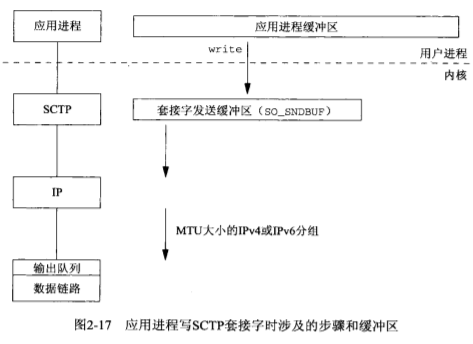 应用进程
应用进程缓冲区
write
用户进程
内核
SCTP
套接字发送缓冲区（SO_SNDBUF）
IP
MTU大小的IPv4或IPv6分组
输出队列
数据链路
图2-17 应用进程写SCTP套接字时涉及的步骤和缓冲区